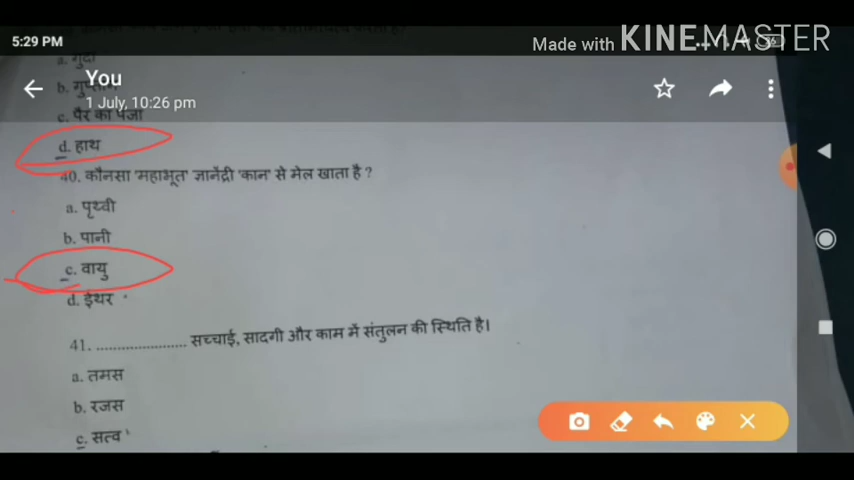 5:29 PM
Made with KINEMASTER
a. गुदा
You
1 July, 10:26 pm
c. पैर का पंजा
d. हाथ
40. कौनसा 'महाभूत' ज्ञानेंद्री 'कान' से मेल खाता है ?
a. पृथ्वी
b. पानी
c. वायु
d. ईथर
41. ...................... सच्चाई, सादगी और काम में संतुलन की स्थिति है।
a. तमस
b. रजस
c. सत्व